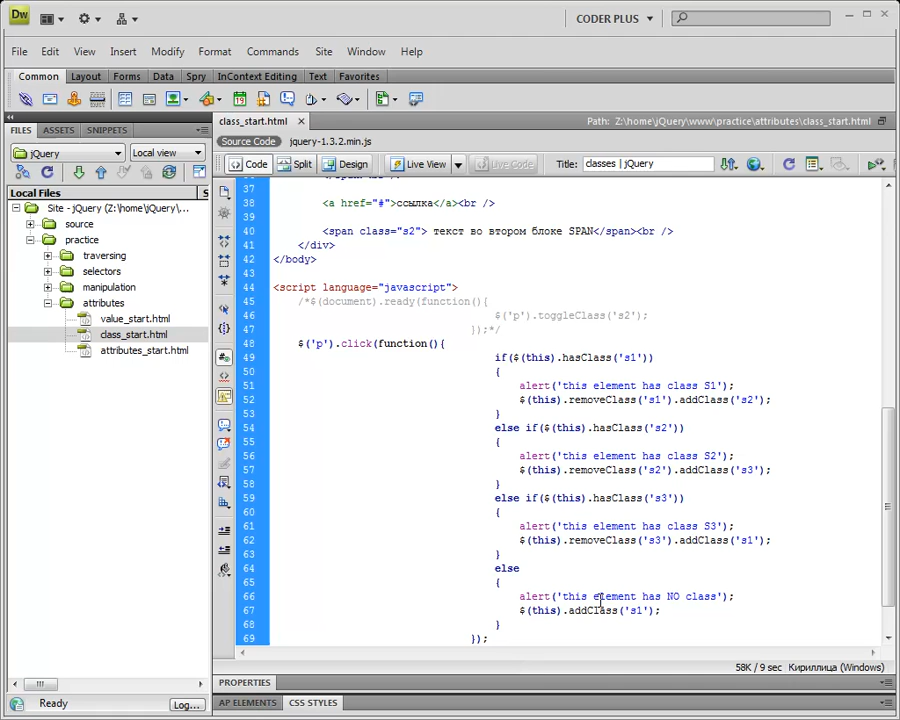 Dw
CODER PLUS
File Edit View Insert Modify Format Commands Site Window Help
Common Layout Forms Data Spry InContext Editing Text Favorites
FILES ASSETS SNIPPETS
jQuery
Local view
Local Files
Site - jQuery (Z:\home\jQuery\...
source
practice
traversing
selectors
manipulation
attributes
value_start.html
class_start.html
attributes_start.html
Ready
Log...
class_start.html
Path: Z:\home\jQuery\www\practice\attributes\class_start.html
Source Code jquery-1.3.2.min.js
Code Split Design Live View Live Code Title: classes | jQuery
37
38 <a href="#">ссылка</a><br />
39
40 <span class="s2"> текст во втором блоке SPAN</span><br />
41 </div>
42 </body>
43
44 <script language="javascript">
45 /*$(document).ready(function(){
46 $('p').toggleClass('s2');
47 });*/
48 $('p').click(function(){
49 if($(this).hasClass('s1'))
50 {
51 alert('this element has class S1');
52 $(this).removeClass('s1').addClass('s2');
53 }
54 else if($(this).hasClass('s2'))
55 {
56 alert('this element has class S2');
57 $(this).removeClass('s2').addClass('s3');
58 }
59 else if($(this).hasClass('s3'))
60 {
61 alert('this element has class S3');
62 $(this).removeClass('s3').addClass('s1');
63 }
64 else
65 {
66 alert('this element has NO class');
67 $(this).addClass('s1');
68 }
69 });
58K / 9 sec Кириллица (Windows)
PROPERTIES
AP ELEMENTS CSS STYLES